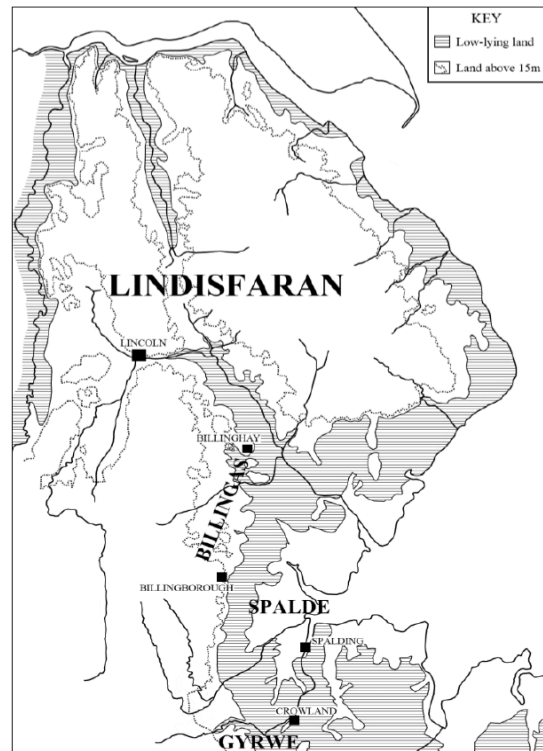 KEY
Low-lying land
Land above 15m
LINDISFARAN
LINCOLN
BILLINGHAY
BILLINGAS
BILLINGBOROUGH
SPALDE
SPALDING
CROWLAND
GYRWE